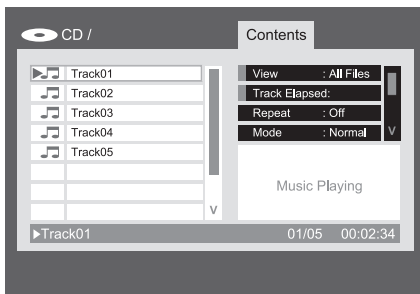 CD /
Contents
Track01
Track02
Track03
Track04
Track05
View : All Files
Track Elapsed:
Repeat : Off
Mode : Normal
Music Playing
Track01 01/05 00:02:34